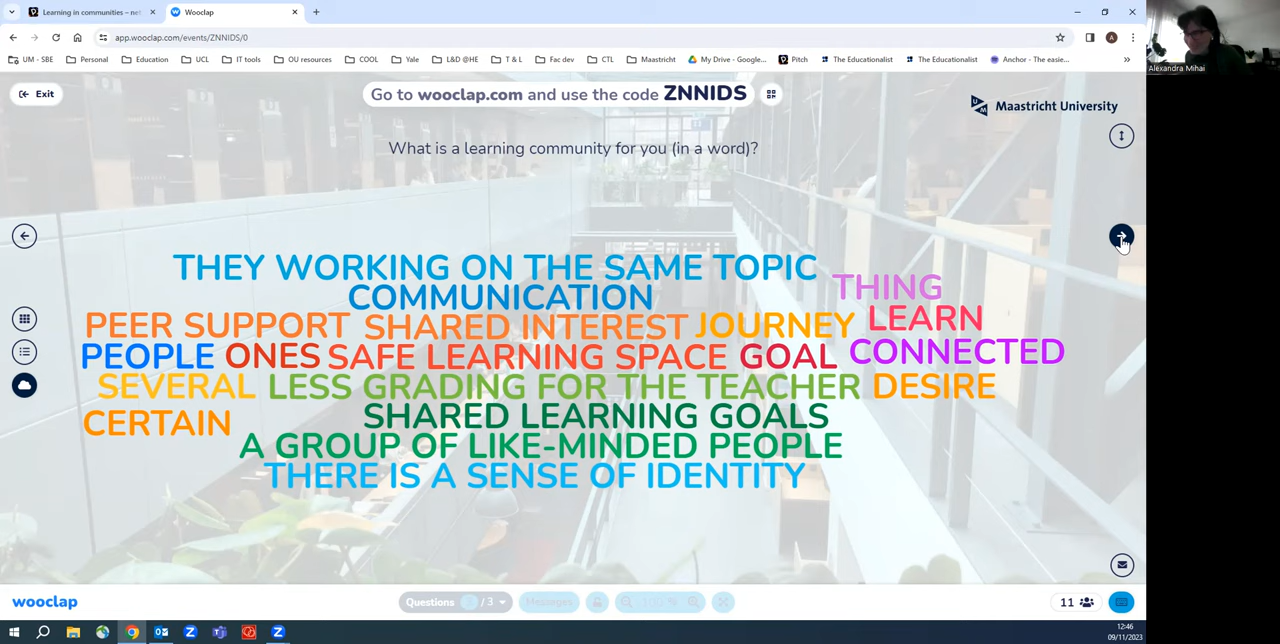 Learning in communities – net
Wooclap
app.wooclap.com/events/ZNNIDS/0
UM - SBE
Personal
Education
UCL
IT tools
OU resources
COOL
L&D @HE
Yale
T & L
Fac dev
CTL
Maastricht
My Drive - Google...
Pitch
The Educationalist
The Educationalist
Anchor - The easie...
Alexandra Mihai
Exit
Go to wooclap.com and use the code ZNNIDS
Maastricht University
What is a learning community for you (in a word)?
THEY WORKING ON THE SAME TOPIC
COMMUNICATION
THING
PEER SUPPORT
SHARED INTEREST
JOURNEY
LEARN
PEOPLE
ONES
SAFE LEARNING SPACE
GOAL
CONNECTED
SEVERAL
LESS GRADING FOR THE TEACHER
DESIRE
CERTAIN
SHARED LEARNING GOALS
A GROUP OF LIKE-MINDED PEOPLE
THERE IS A SENSE OF IDENTITY
wooclap
Questions
/ 3
Messages
11
12:46
09/11/2023